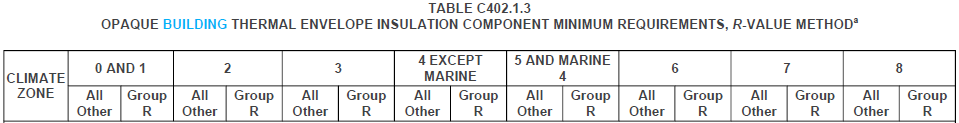 TABLE C402.1.3
OPAQUE BUILDING THERMAL ENVELOPE INSULATION COMPONENT MINIMUM REQUIREMENTS, R-VALUE METHODa
CLIMATE ZONE
0 AND 1
2
3
4 EXCEPT MARINE
5 AND MARINE 4
6
7
8
All Other
Group R
All Other
Group R
All Other
Group R
All Other
Group R
All Other
Group R
All Other
Group R
All Other
Group R
All Other
Group R